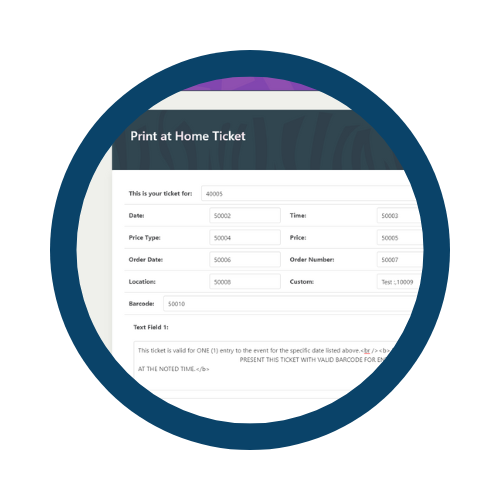 Print at Home Ticket
This is your ticket for: 40005
Date: 50002 Time: 50003
Price Type: 50004 Price: 50005
Order Date: 50006 Order Number: 50007
Location: 50008 Custom: Test \,10009
Barcode: 50010
Text Field 1:
This ticket is valid for ONE (1) entry to the event for the specific date listed above.<br /><b>
PRESENT THIS TICKET WITH VALID BARCODE FOR
AT THE NOTED TIME.</b>